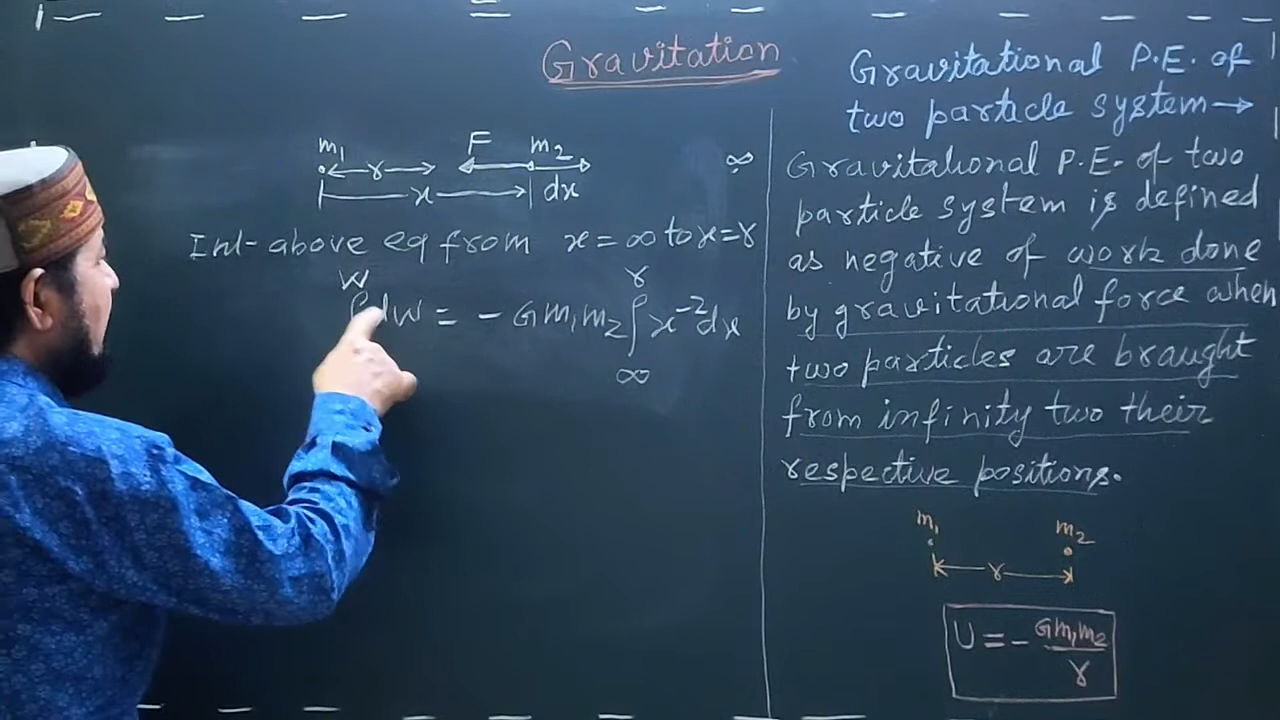 Gravitation
m₁ F m₂ ∞
r
x dx
Int- above eq from x = ∞ to x = r
∫_∞^r
∫^W dW = - Gm₁m₂ ∫_∞^r x⁻² dx
Gravitational P.E. of
two particle system →
Gravitational P.E. of two
particle system is defined
as negative of work done
by gravitational force when
two particles are braught
from infinity two their
respective positions.
m₁ m₂
r
U = - Gm₁m₂/r